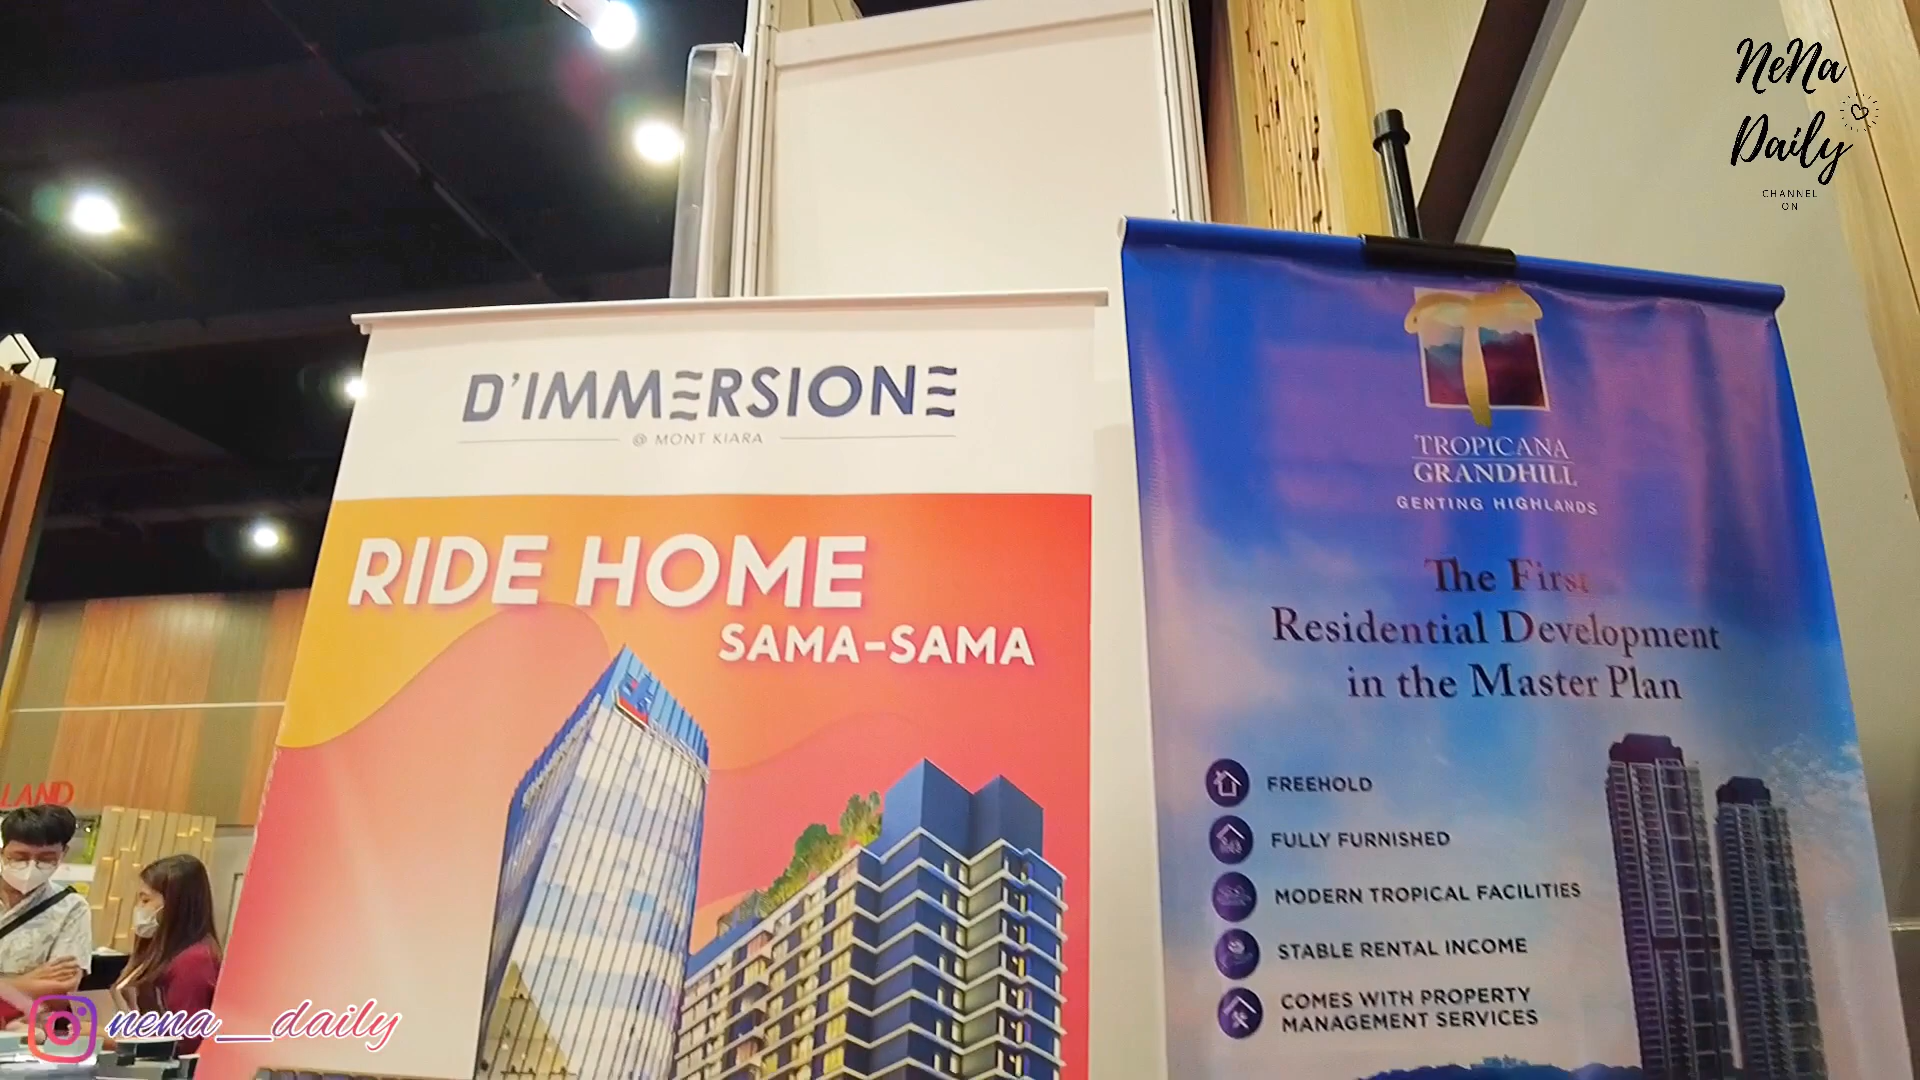 NeNa
Daily
CHANNEL
ON
D'IMMERSIONE
@ MONT KIARA
RIDE HOME
SAMA-SAMA
TROPICANA
GRANDHILL
GENTING HIGHLANDS
The First
Residential Development
in the Master Plan
FREEHOLD
FULLY FURNISHED
MODERN TROPICAL FACILITIES
STABLE RENTAL INCOME
COMES WITH PROPERTY
MANAGEMENT SERVICES
LAND
nena__daily